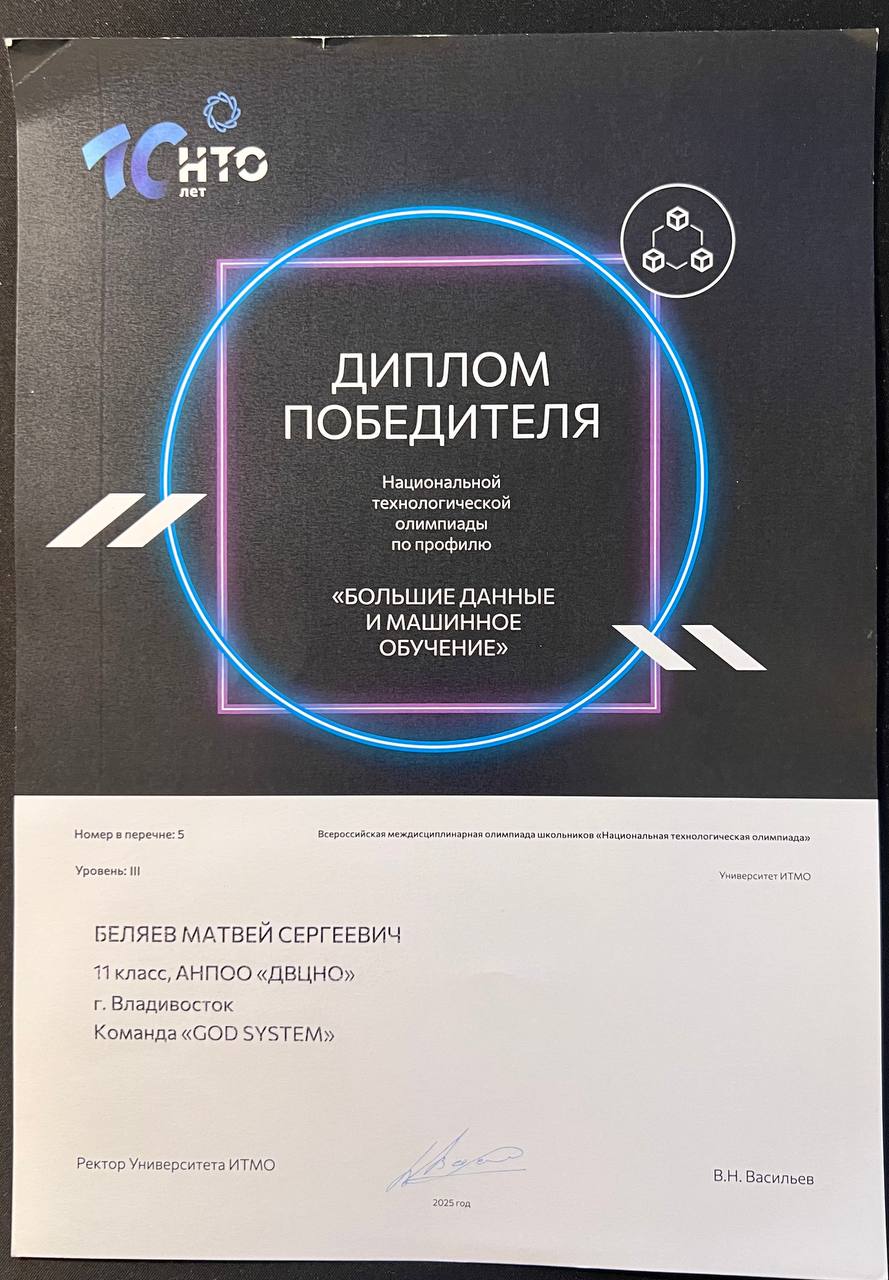 10 НТО
лет
ДИПЛОМ
ПОБЕДИТЕЛЯ
Национальной
технологической
олимпиады
по профилю
«БОЛЬШИЕ ДАННЫЕ
И МАШИННОЕ
ОБУЧЕНИЕ»
Номер в перечне: 5
Всероссийская междисциплинарная олимпиада школьников «Национальная технологическая олимпиада»
Уровень: III
Университет ИТМО
БЕЛЯЕВ МАТВЕЙ СЕРГЕЕВИЧ
11 класс, АНПОО «ДВЦНО»
г. Владивосток
Команда «GOD SYSTEM»
Ректор Университета ИТМО
В.Н. Васильев
2025 год